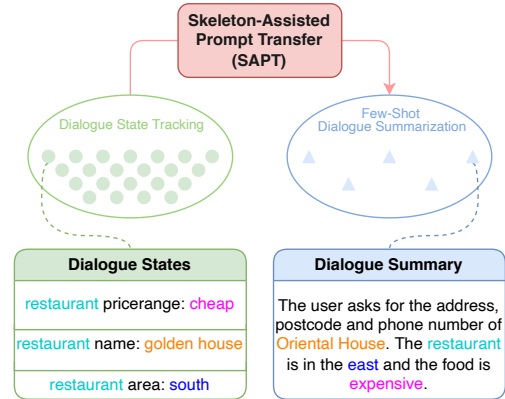 Skeleton-Assisted
Prompt Transfer
(SAPT)
Dialogue State Tracking
Few-Shot
Dialogue Summarization
Dialogue States
restaurant pricerange: cheap
restaurant name: golden house
restaurant area: south
Dialogue Summary
The user asks for the address,
postcode and phone number of
Oriental House. The restaurant
is in the east and the food is
expensive.